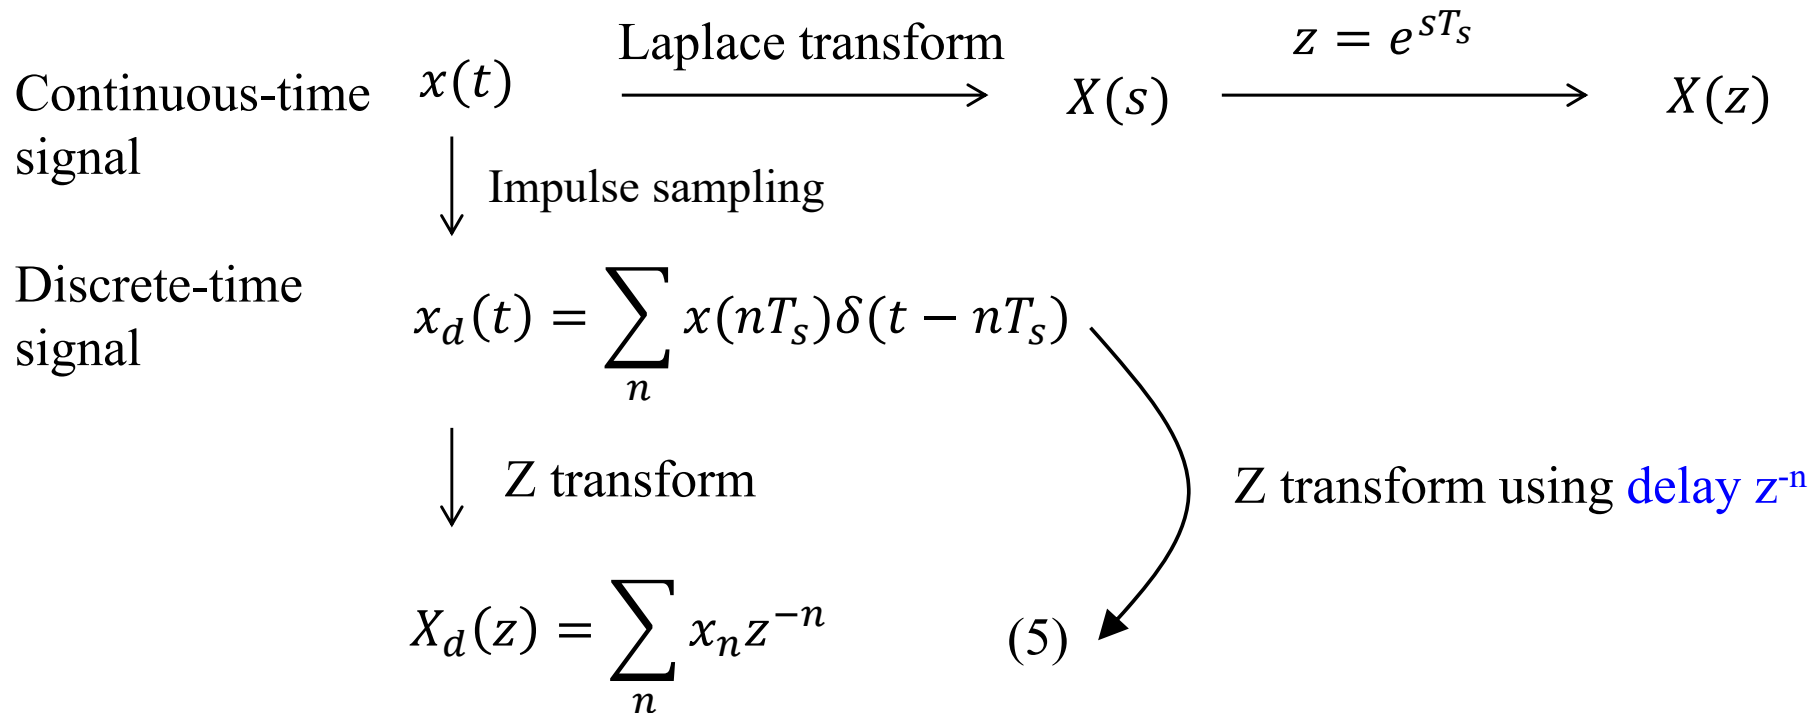 Continuous-time signal
x(t)
Laplace transform
X(s)
z = e^{sT_s}
X(z)
Impulse sampling
Discrete-time signal
x_d(t) = ∑_n x(nT_s)δ(t − nT_s)
Z transform
Z transform using delay z^{-n}
X_d(z) = ∑_n x_n z^{−n} (5)